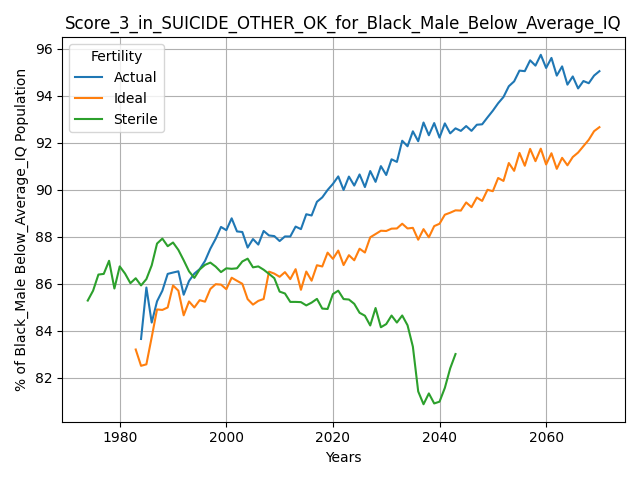 Score_3_in_SUICIDE_OTHER_OK_for_Black_Male_Below_Average_IQ
% of Black_Male Below_Average_IQ Population
96
94
92
90
88
86
84
82
Fertility
Actual
Ideal
Sterile
1980 2000 2020 2040 2060
Years